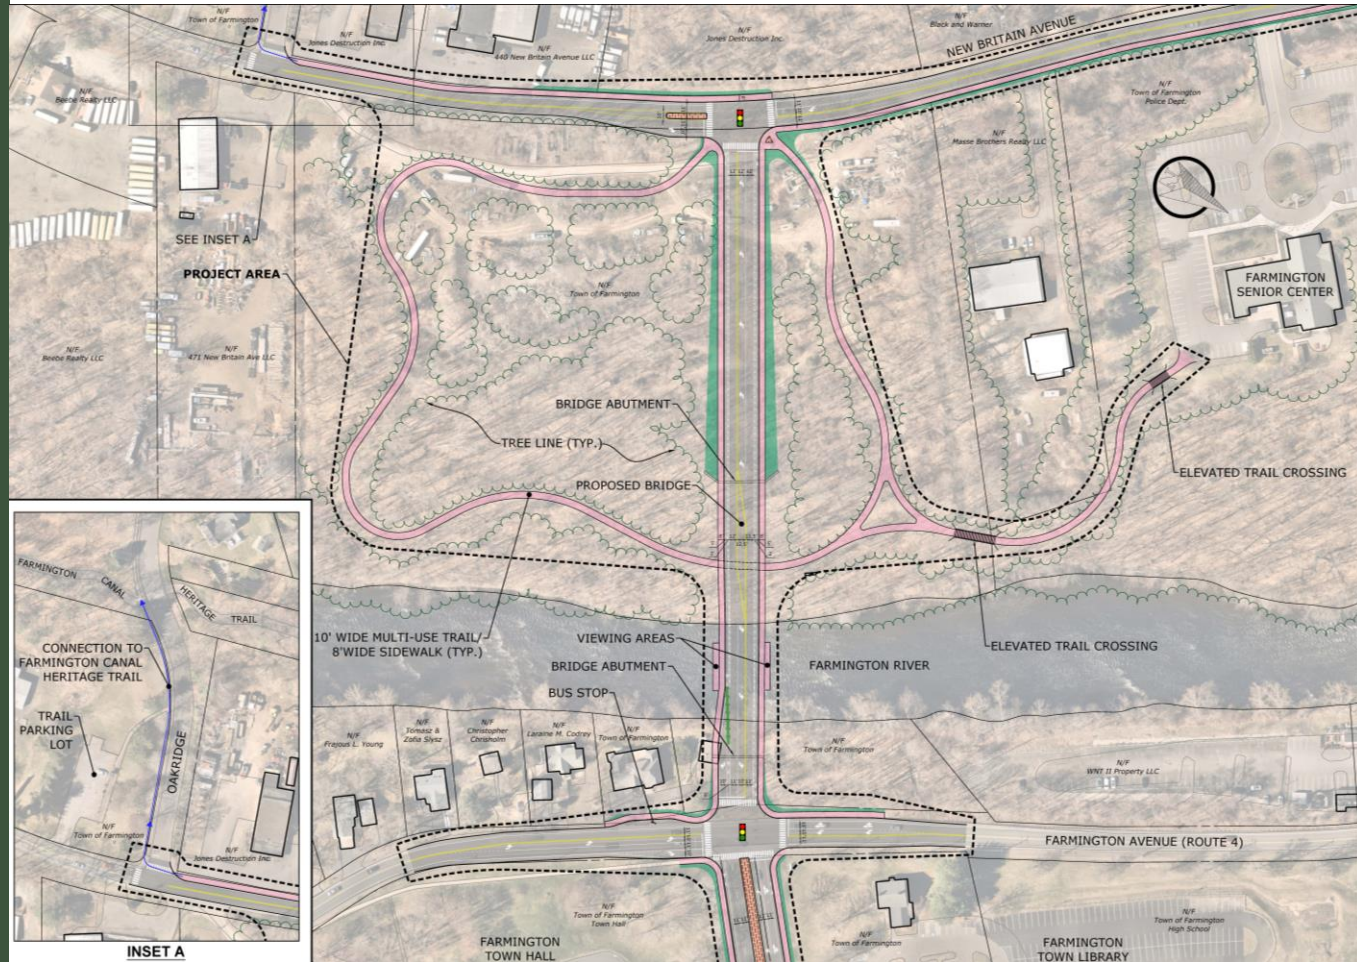 N/F
Town of Farmington
N/F
Jones Destruction Inc.
N/F
440 New Britain Avenue LLC
N/F
Jones Destruction Inc.
N/F
Black and Warner
NEW BRITAIN AVENUE
N/F
Beebe Realty LLC
N/F
Town of Farmington
Police Dept.
N/F
Masse Brothers Realty LLC
SEE INSET A
PROJECT AREA
N/F
Town of Farmington
FARMINGTON
SENIOR CENTER
N/F
Beebe Realty LLC
N/F
471 New Britain Ave LLC
BRIDGE ABUTMENT
TREE LINE (TYP.)
PROPOSED BRIDGE
ELEVATED TRAIL CROSSING
FARMINGTON
CANAL
HERITAGE
TRAIL
CONNECTION TO
FARMINGTON CANAL
HERITAGE TRAIL
TRAIL
PARKING
LOT
OAKRIDGE
N/F
Town of Farmington
N/F
Jones Destruction Inc.
INSET A
10' WIDE MULTI-USE TRAIL/
8'WIDE SIDEWALK (TYP.)
VIEWING AREAS
BRIDGE ABUTMENT
BUS STOP
FARMINGTON RIVER
ELEVATED TRAIL CROSSING
N/F
Frajous L. Young
N/F
Tomasz &
Zofia Slysz
N/F
Christopher
Chrisholm
N/F
Laraine M. Codrey
N/F
Town of Farmington
N/F
Town of Farmington
N/F
WNT II Property LLC
FARMINGTON AVENUE (ROUTE 4)
N/F
Town of Farmington
Town Hall
FARMINGTON
TOWN HALL
N/F
Town of Farmington
N/F
Town of Farmington
High School
FARMINGTON
TOWN LIBRARY